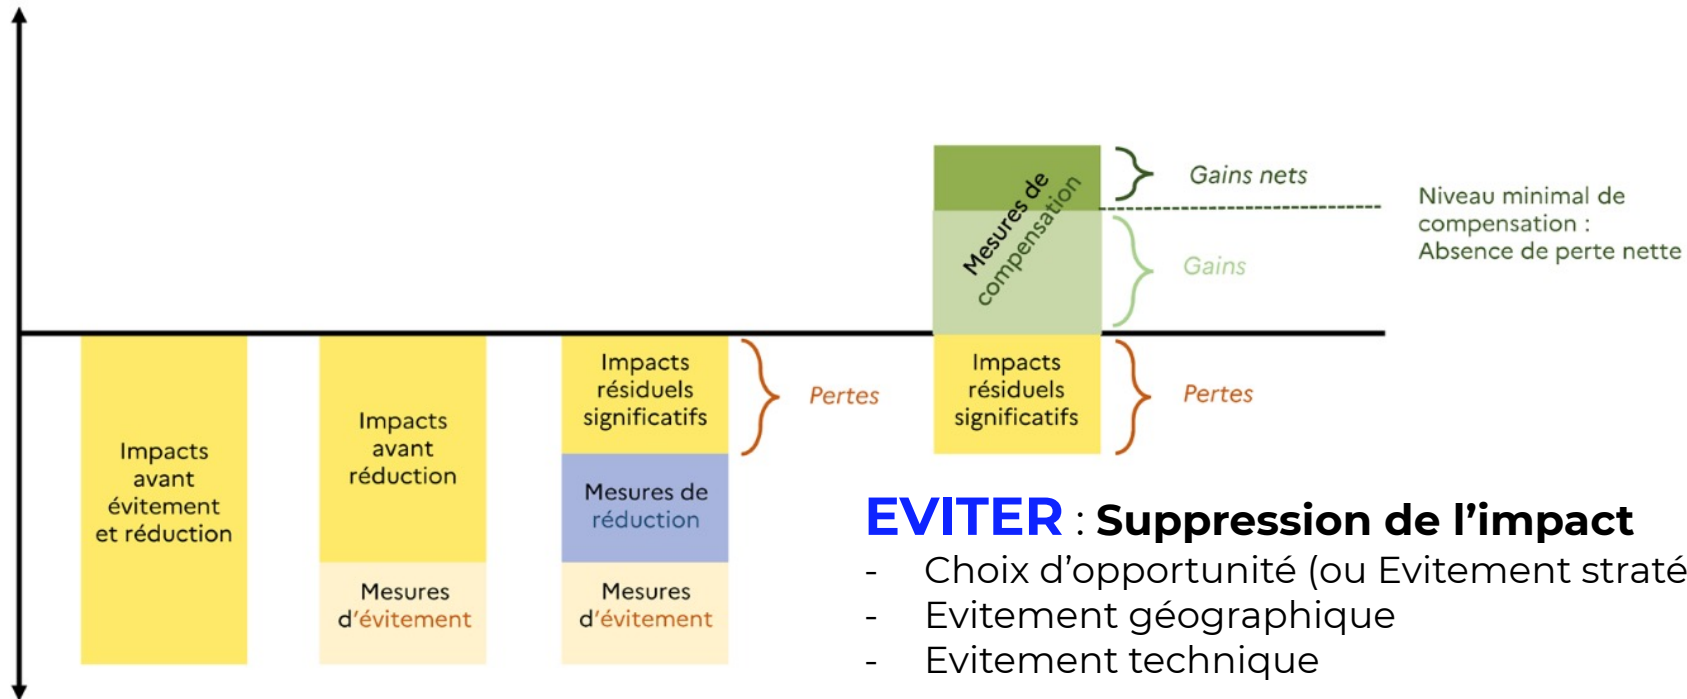 Impacts
avant
évitement
et réduction
Impacts
avant
réduction
Mesures
d'évitement
Impacts
résiduels
significatifs
Mesures de
réduction
Mesures
d'évitement
Pertes
Mesures de
compensation
Impacts
résiduels
significatifs
Gains nets
Gains
Pertes
Niveau minimal de
compensation :
Absence de perte nette
EVITER : Suppression de l’impact
- Choix d’opportunité (ou Evitement straté
- Evitement géographique
- Evitement technique